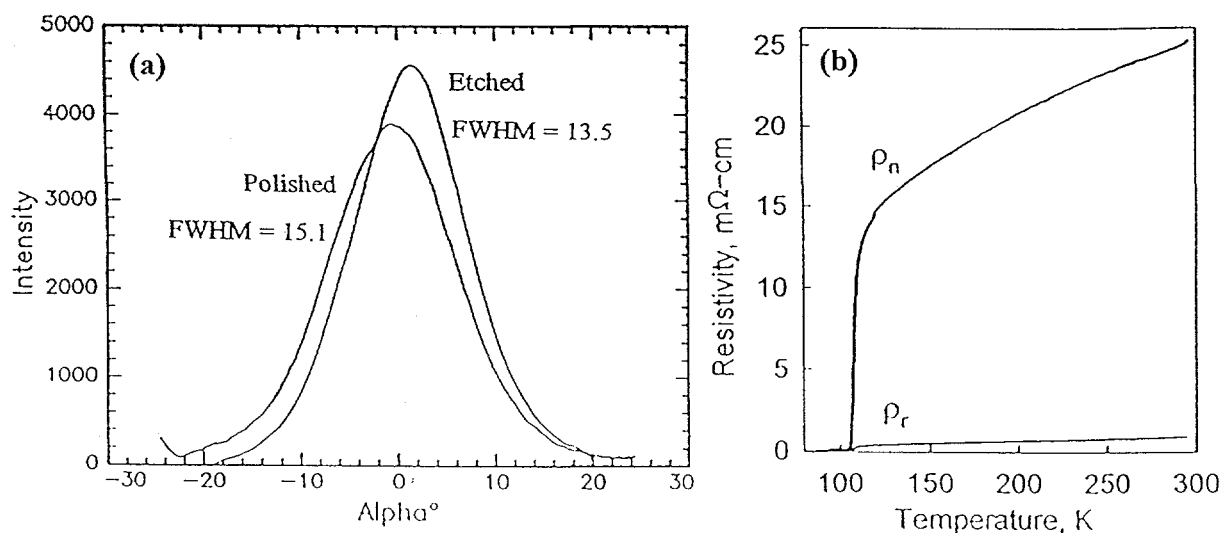 (a)
5000
4000
3000
2000
1000
0
Intensity
Etched
FWHM = 13.5
Polished
FWHM = 15.1
−30
−20
−10
0
10
20
30
Alpha°
(b)
25
20
15
10
5
0
Resistivity, mΩ−cm
ρn
ρr
100
150
200
250
300
Temperature, K